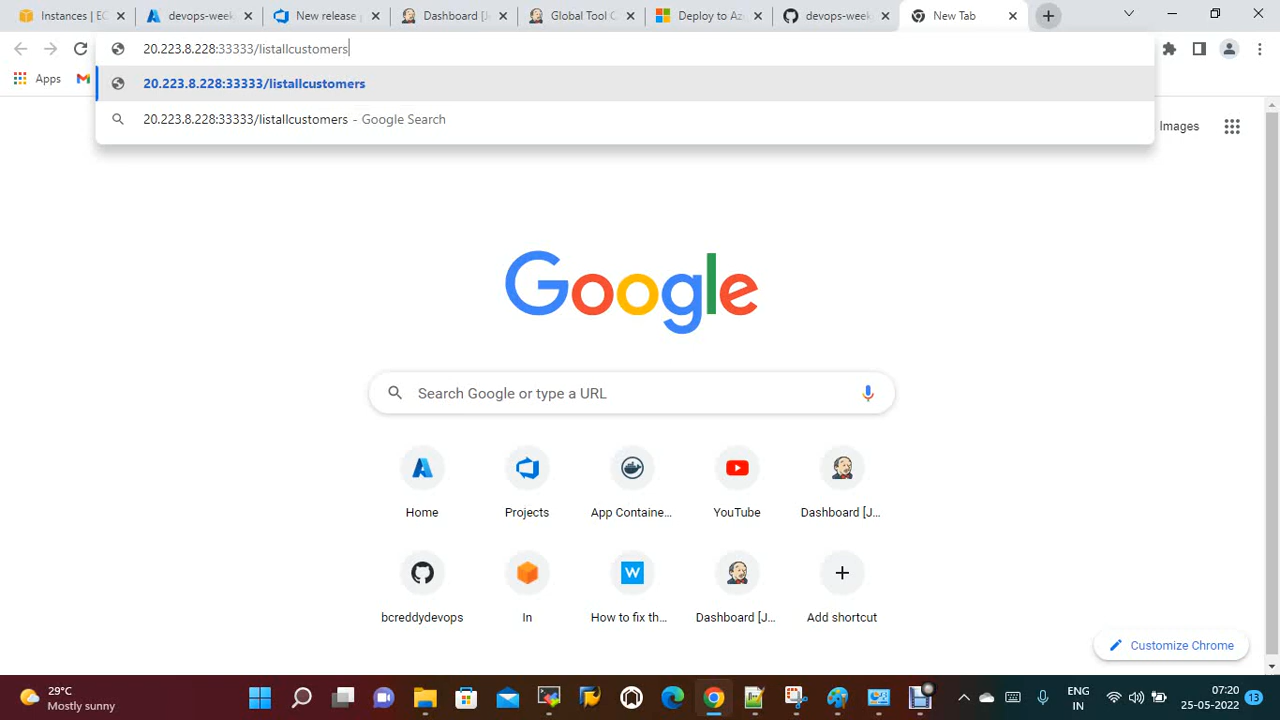 Instances | EC
devops-week
New release p
Dashboard [J
Global Tool C
Deploy to Az
devops-week
New Tab
20.223.8.228:33333/listallcustomers
Apps
20.223.8.228:33333/listallcustomers
20.223.8.228:33333/listallcustomers - Google Search
Images
Google
Search Google or type a URL
Home
Projects
App Containe...
YouTube
Dashboard [J...
bcreddydevops
In
How to fix th...
Dashboard [J...
Add shortcut
Customize Chrome
29°C
Mostly sunny
ENG
IN
07:20
25-05-2022
13